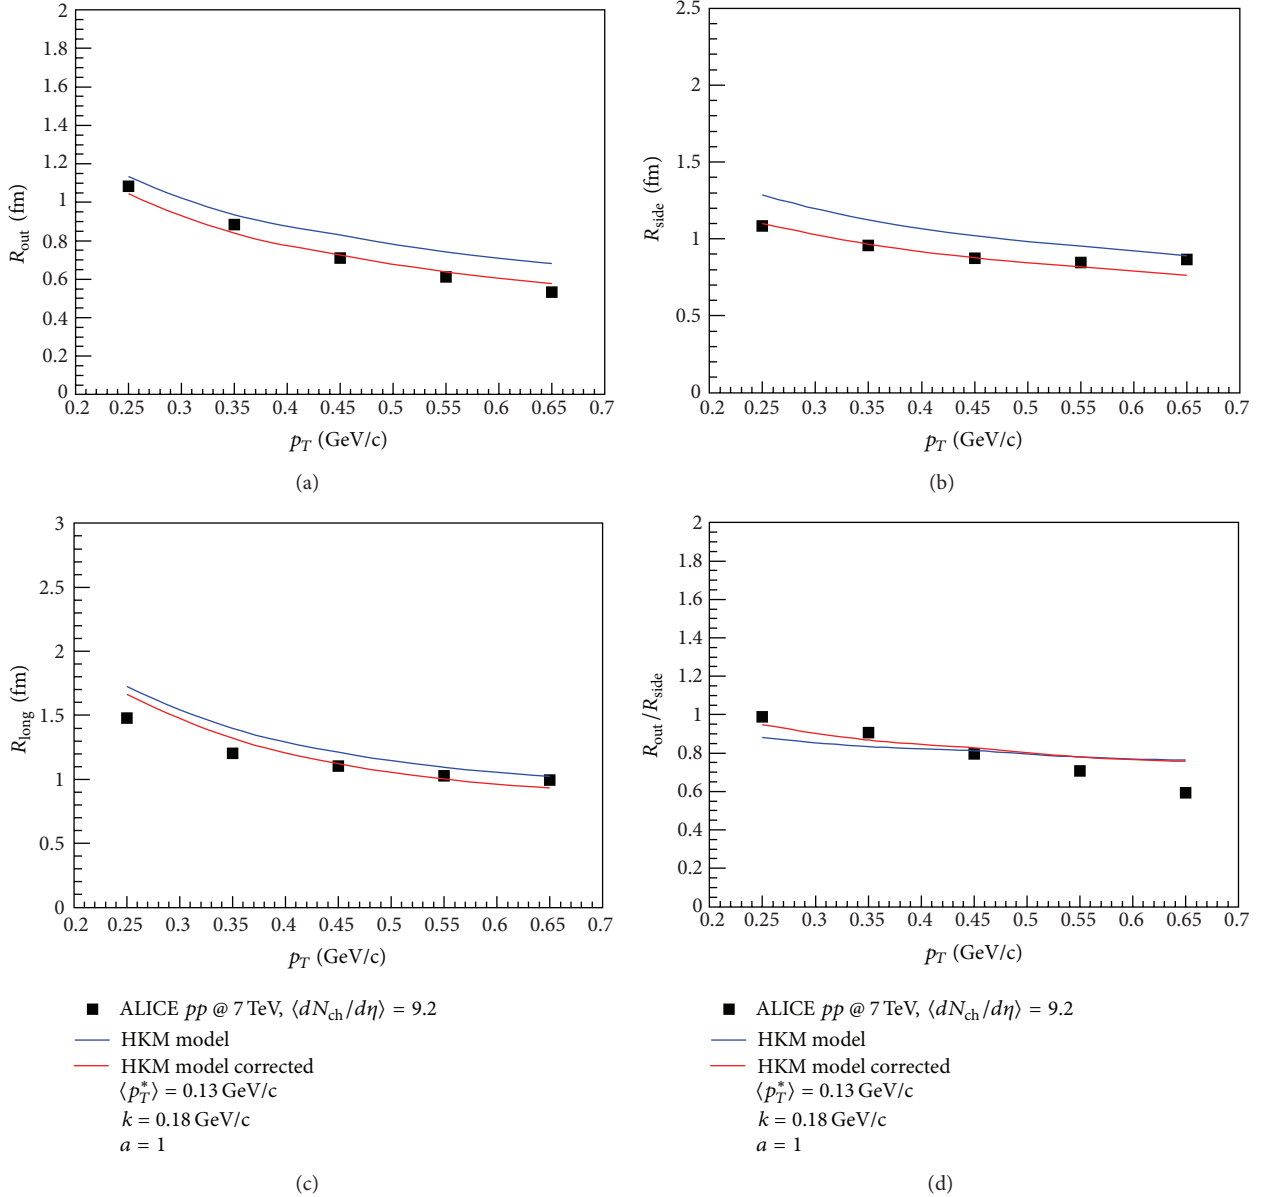 2
1.8
1.6
1.4
1.2
1
0.8
0.6
0.4
0.2
0
R_out (fm)
0.2 0.25 0.3 0.35 0.4 0.45 0.5 0.55 0.6 0.65 0.7
p_T (GeV/c)
(a)
2.5
2
1.5
1
0.5
0
R_side (fm)
0.2 0.25 0.3 0.35 0.4 0.45 0.5 0.55 0.6 0.65 0.7
p_T (GeV/c)
(b)
3
2.5
2
1.5
1
0.5
0
R_long (fm)
0.2 0.25 0.3 0.35 0.4 0.45 0.5 0.55 0.6 0.65 0.7
p_T (GeV/c)
ALICE pp @ 7 TeV, ⟨dN_ch/dη⟩ = 9.2
HKM model
HKM model corrected
⟨p_T^*⟩ = 0.13 GeV/c
k = 0.18 GeV/c
a = 1
(c)
2
1.8
1.6
1.4
1.2
1
0.8
0.6
0.4
0.2
0
R_out/R_side
0.2 0.25 0.3 0.35 0.4 0.45 0.5 0.55 0.6 0.65 0.7
p_T (GeV/c)
ALICE pp @ 7 TeV, ⟨dN_ch/dη⟩ = 9.2
HKM model
HKM model corrected
⟨p_T^*⟩ = 0.13 GeV/c
k = 0.18 GeV/c
a = 1
(d)